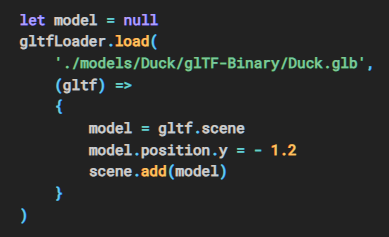 let model = null
gltfLoader.load(
    './models/Duck/glTF-Binary/Duck.glb',
    (gltf) =>
    {
        model = gltf.scene
        model.position.y = - 1.2
        scene.add(model)
    }
)